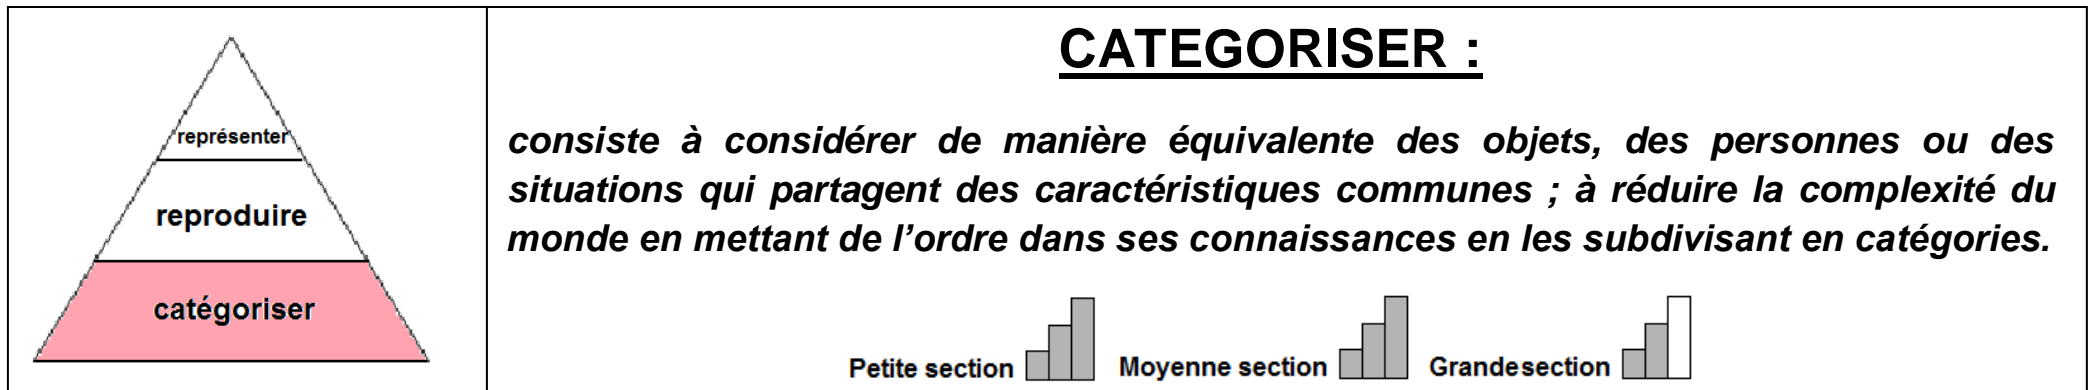 représenter
reproduire
catégoriser
CATEGORISER :
consiste à considérer de manière équivalente des objets, des personnes ou des
situations qui partagent des caractéristiques communes ; à réduire la complexité du
monde en mettant de l’ordre dans ses connaissances en les subdivisant en catégories.
Petite section Moyenne section Grandesection